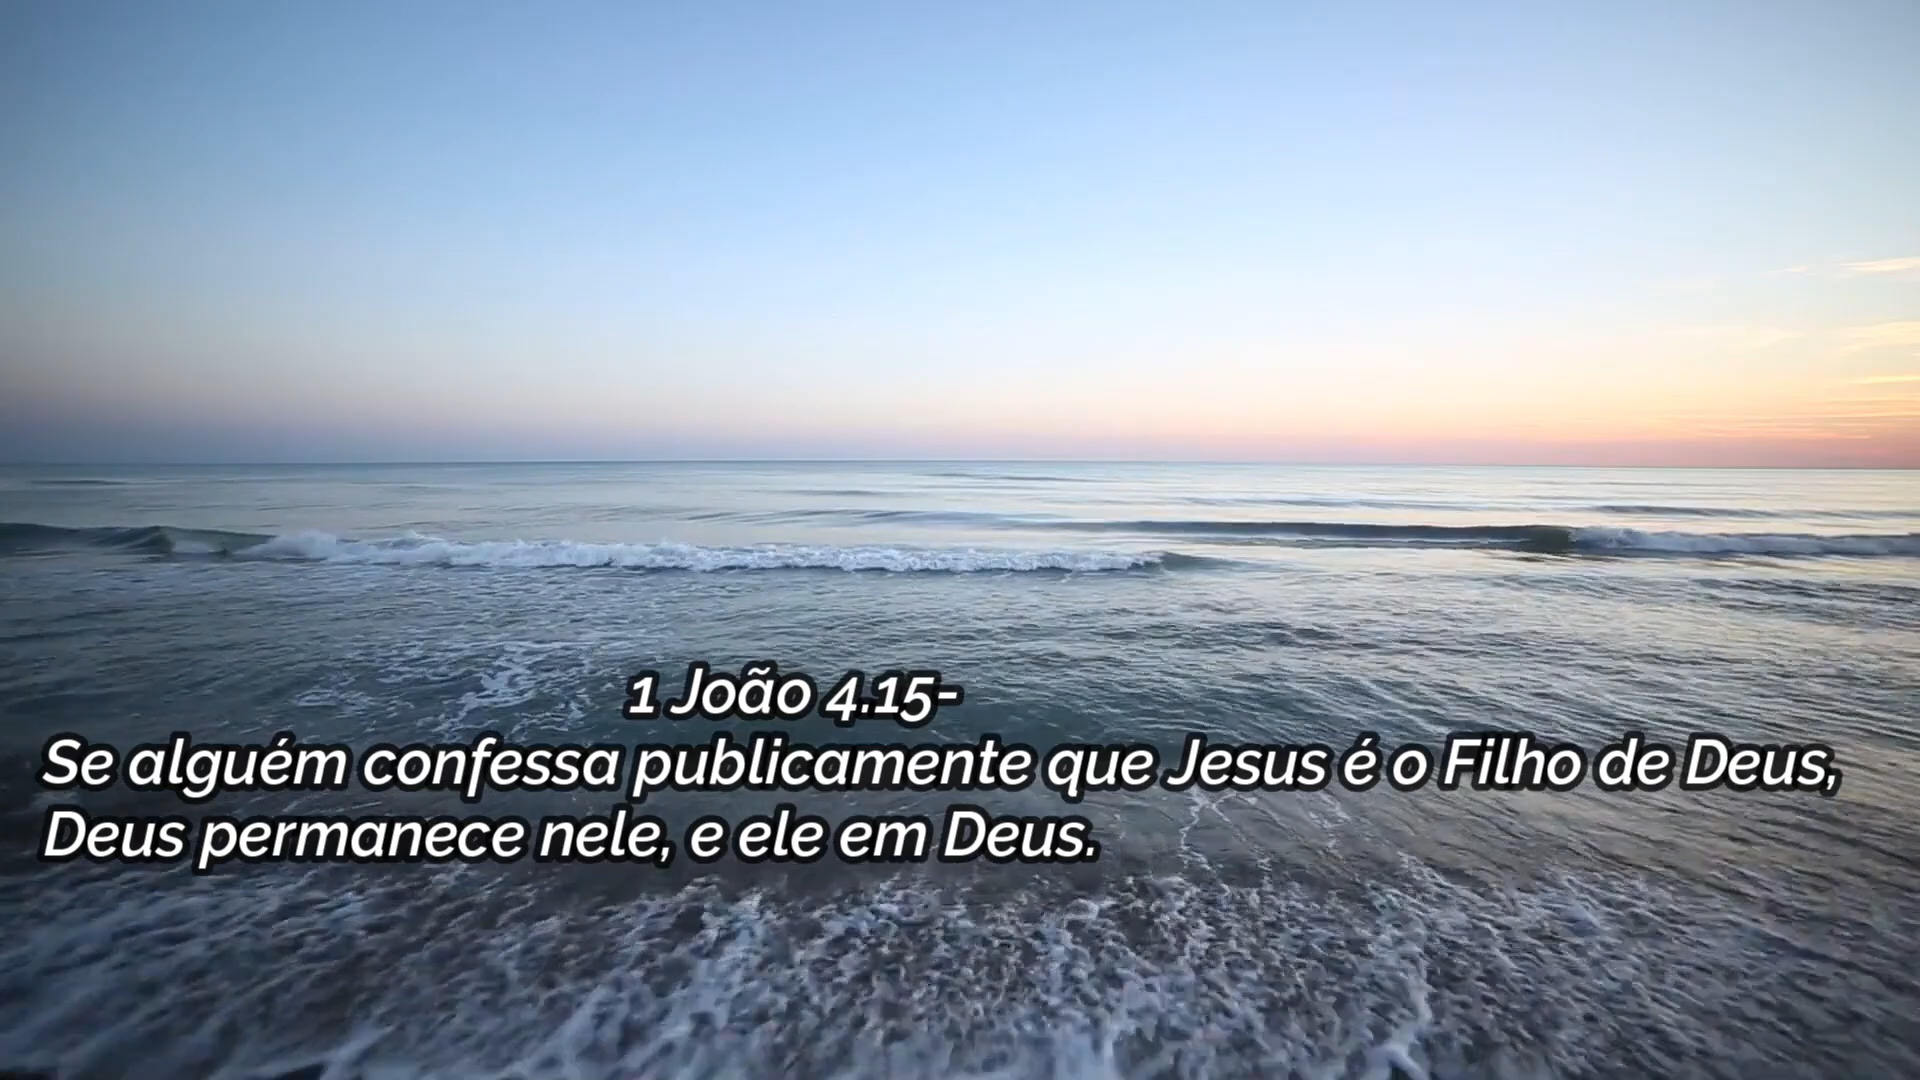 1 João 4.15-
Se alguém confessa publicamente que Jesus é o Filho de Deus,
Deus permanece nele, e ele em Deus.